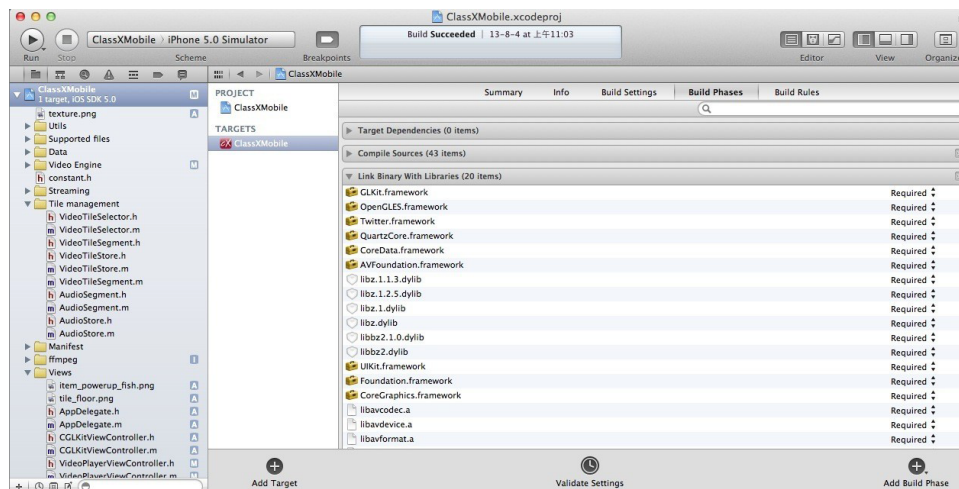 ClassXMobile.xcodeproj
ClassXMobile iPhone 5.0 Simulator
Build Succeeded | 13-8-4 at 上午11:03
Run Stop Scheme Breakpoints Editor View Organiz
ClassXMobile
ClassXMobile M
1 target, iOS SDK 5.0
texture.png A
Utils
Supported files
Data
Video Engine M
h constant.h
Streaming
Tile management
h VideoTileSelector.h
m VideoTileSelector.m
h VideoTileSegment.h
h VideoTileStore.h
m VideoTileStore.m
m VideoTileSegment.m
h AudioSegment.h
m AudioSegment.m
h AudioStore.h
m AudioStore.m
Manifest
ffmpeg
Views
item_powerup_fish.png A
tile_floor.png A
h AppDelegate.h A
m AppDelegate.m A
h CGLKitViewController.h A
m CGLKitViewController.m A
h VideoPlayerViewController.h M
m VideoPlayerViewController.m M
PROJECT
ClassXMobile
TARGETS
ClassXMobile
Summary Info Build Settings Build Phases Build Rules
Target Dependencies (0 items)
Compile Sources (43 items)
Link Binary With Libraries (20 items)
GLKit.framework Required
OpenGLES.framework Required
Twitter.framework Required
QuartzCore.framework Required
CoreData.framework Required
AVFoundation.framework Required
libz.1.1.3.dylib Required
libz.1.2.5.dylib Required
libz.1.dylib Required
libz.dylib Required
libbz2.1.0.dylib Required
libbz2.dylib Required
UIKit.framework Required
Foundation.framework Required
CoreGraphics.framework Required
libavcodec.a Required
libavdevice.a Required
libavformat.a Required
Add Target Validate Settings Add Build Phase